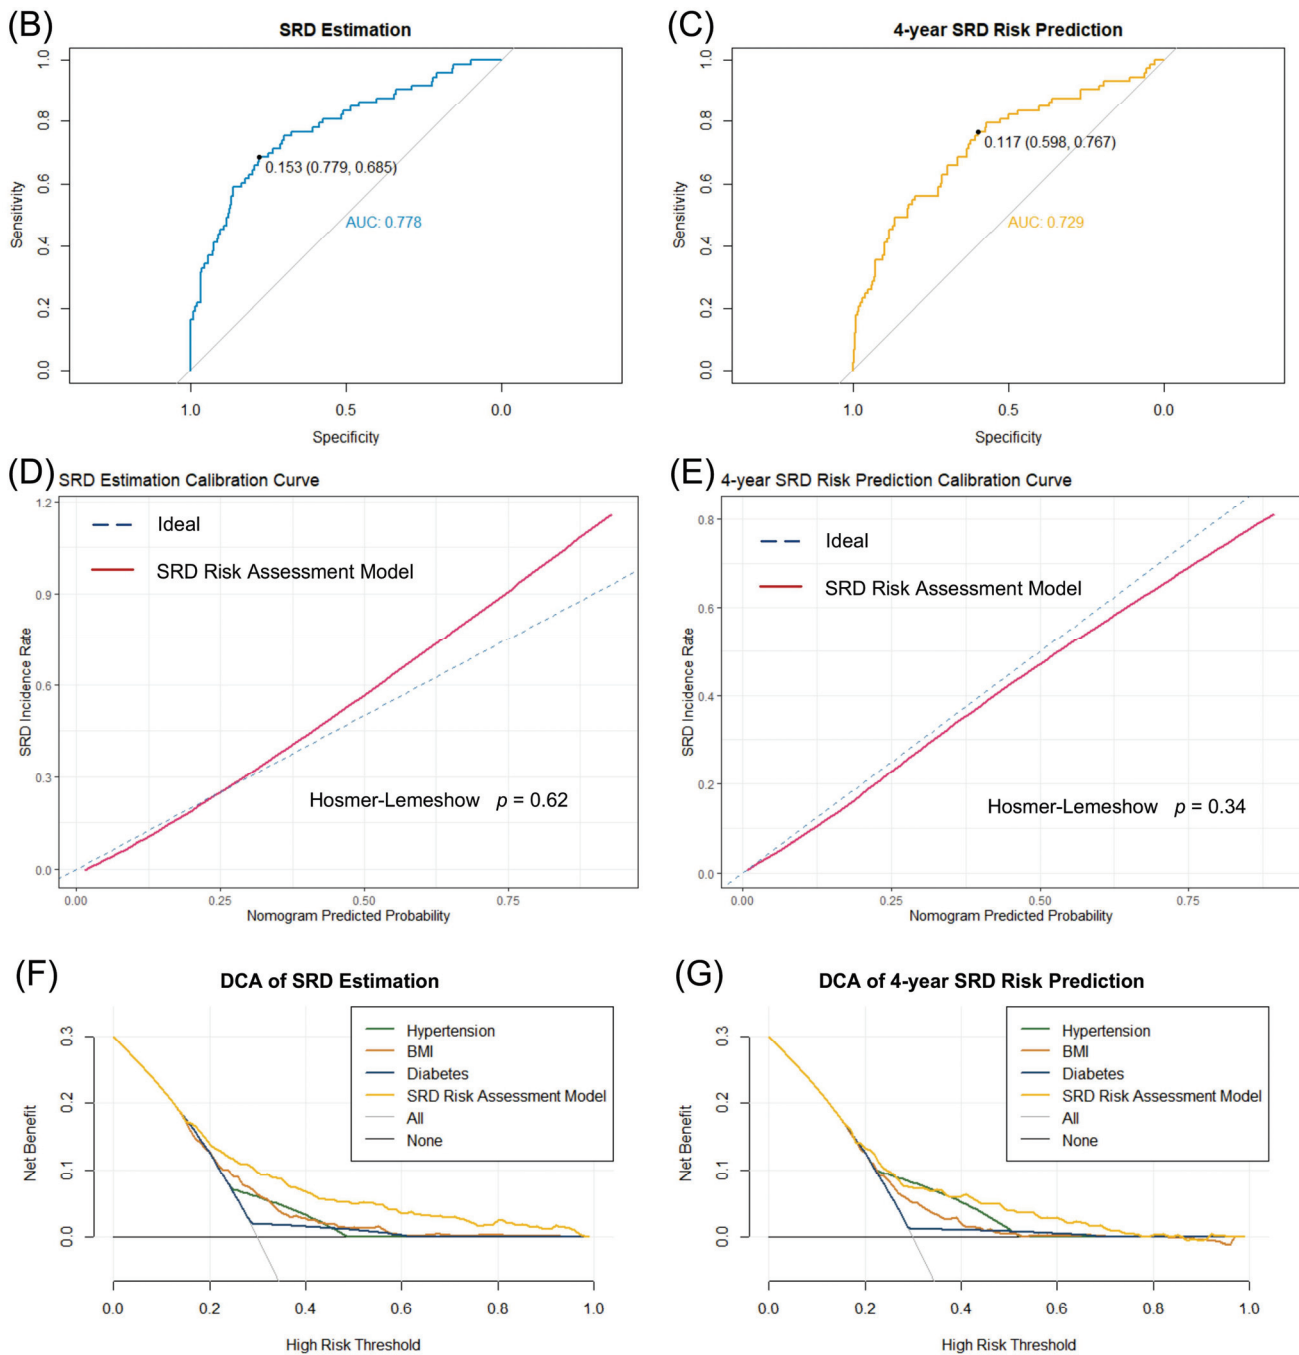 (B)
SRD Estimation
Sensitivity
1.0
0.8
0.6
0.4
0.2
0.0
0.153 (0.779, 0.685)
AUC: 0.778
1.0 0.5 0.0
Specificity
(C)
4-year SRD Risk Prediction
Sensitivity
1.0
0.8
0.6
0.4
0.2
0.0
0.117 (0.598, 0.767)
AUC: 0.729
1.0 0.5 0.0
Specificity
(D)
SRD Estimation Calibration Curve
SRD Incidence Rate
1.2
0.9
0.6
0.3
0.0
Ideal
SRD Risk Assessment Model
Hosmer-Lemeshow p = 0.62
0.00 0.25 0.50 0.75
Nomogram Predicted Probability
(E)
4-year SRD Risk Prediction Calibration Curve
SRD Incidence Rate
0.8
0.6
0.4
0.2
0.0
Ideal
SRD Risk Assessment Model
Hosmer-Lemeshow p = 0.34
0.00 0.25 0.50 0.75
Nomogram Predicted Probability
(F)
DCA of SRD Estimation
Net Benefit
0.3
0.2
0.1
0.0
Hypertension
BMI
Diabetes
SRD Risk Assessment Model
All
None
0.0 0.2 0.4 0.6 0.8 1.0
High Risk Threshold
(G)
DCA of 4-year SRD Risk Prediction
Net Benefit
0.3
0.2
0.1
0.0
Hypertension
BMI
Diabetes
SRD Risk Assessment Model
All
None
0.0 0.2 0.4 0.6 0.8 1.0
High Risk Threshold